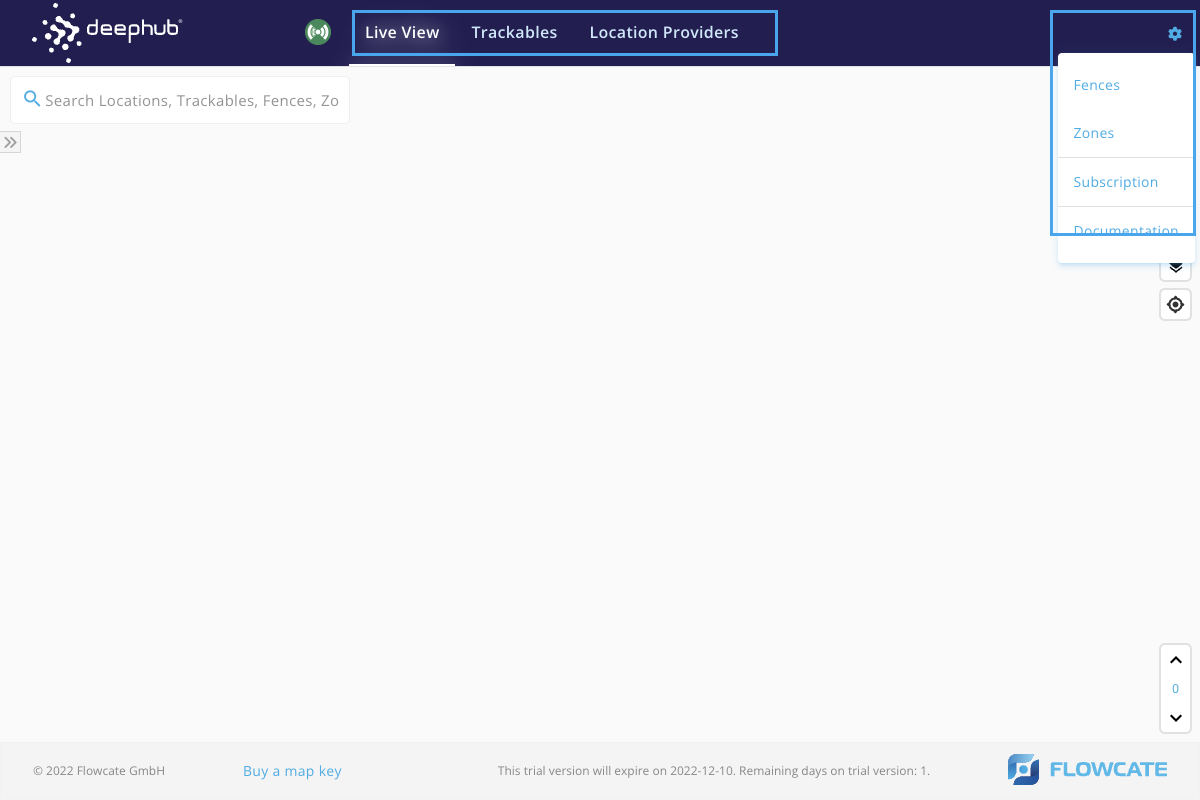 deephub®
Live View Trackables Location Providers
Search Locations, Trackables, Fences, Zo
Fences
Zones
Subscription
Documentation
0
© 2022 Flowcate GmbH
Buy a map key
This trial version will expire on 2022-12-10. Remaining days on trial version: 1.
FLOWCATE